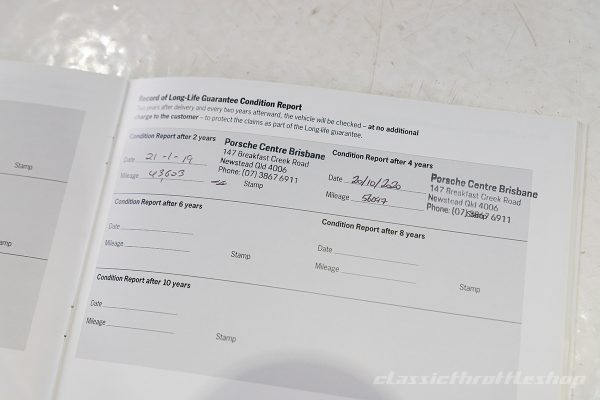 Record of Long-Life Guarantee Condition Report
Two years after delivery and every two years afterward, the vehicle will be checked – at no additional
charge to the customer – to protect the claims as part of the Long-life guarantee.
Stamp
Stamp
Condition Report after 2 years
Date 21-1-19
Mileage 43603
Porsche Centre Brisbane
147 Breakfast Creek Road
Newstead Qld 4006
Phone: (07) 3867 6911
Stamp
Condition Report after 4 years
Date 20/10/2020
Mileage 56097
Porsche Centre Brisbane
147 Breakfast Creek Road
Newstead Qld 4006
Phone: (07) 3867 6911
Stamp
Condition Report after 6 years
Date
Mileage
Stamp
Condition Report after 8 years
Date
Mileage
Stamp
Condition Report after 10 years
Date
Mileage
Stamp
classicthrottleshop